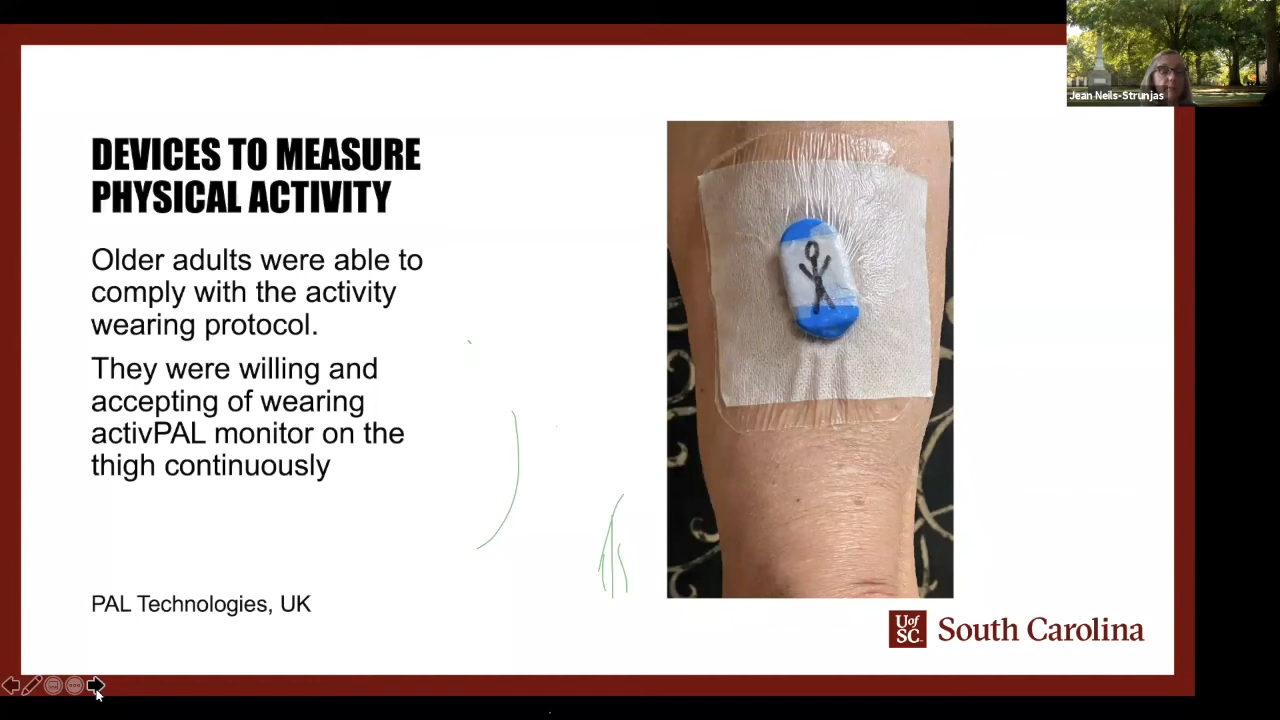 Jean Neils-Strunjas
DEVICES TO MEASURE
PHYSICAL ACTIVITY
Older adults were able to
comply with the activity
wearing protocol.
They were willing and
accepting of wearing
activPAL monitor on the
thigh continuously
PAL Technologies, UK
UofSC South Carolina